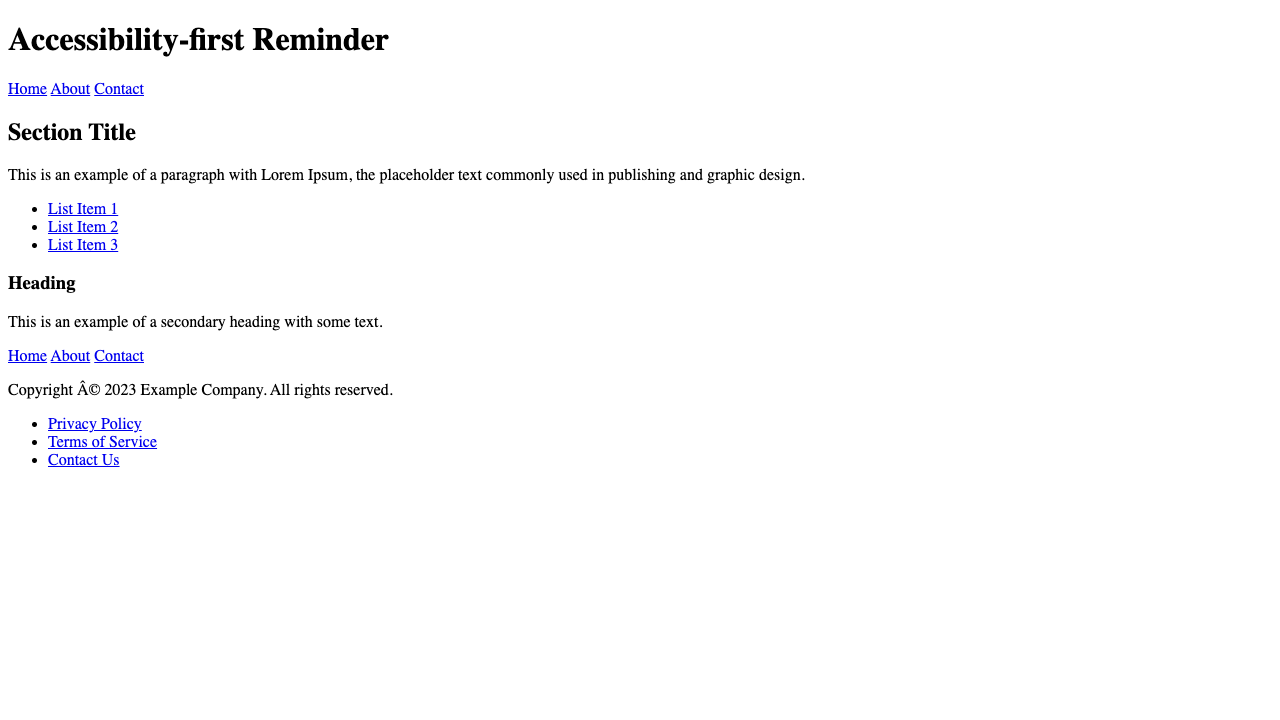 Accessibility-first Reminder
Home About Contact
Section Title
This is an example of a paragraph with Lorem Ipsum, the placeholder text commonly used in publishing and graphic design.
List Item 1
List Item 2
List Item 3
Heading
This is an example of a secondary heading with some text.
Home About Contact
Copyright Â© 2023 Example Company. All rights reserved.
Privacy Policy
Terms of Service
Contact Us